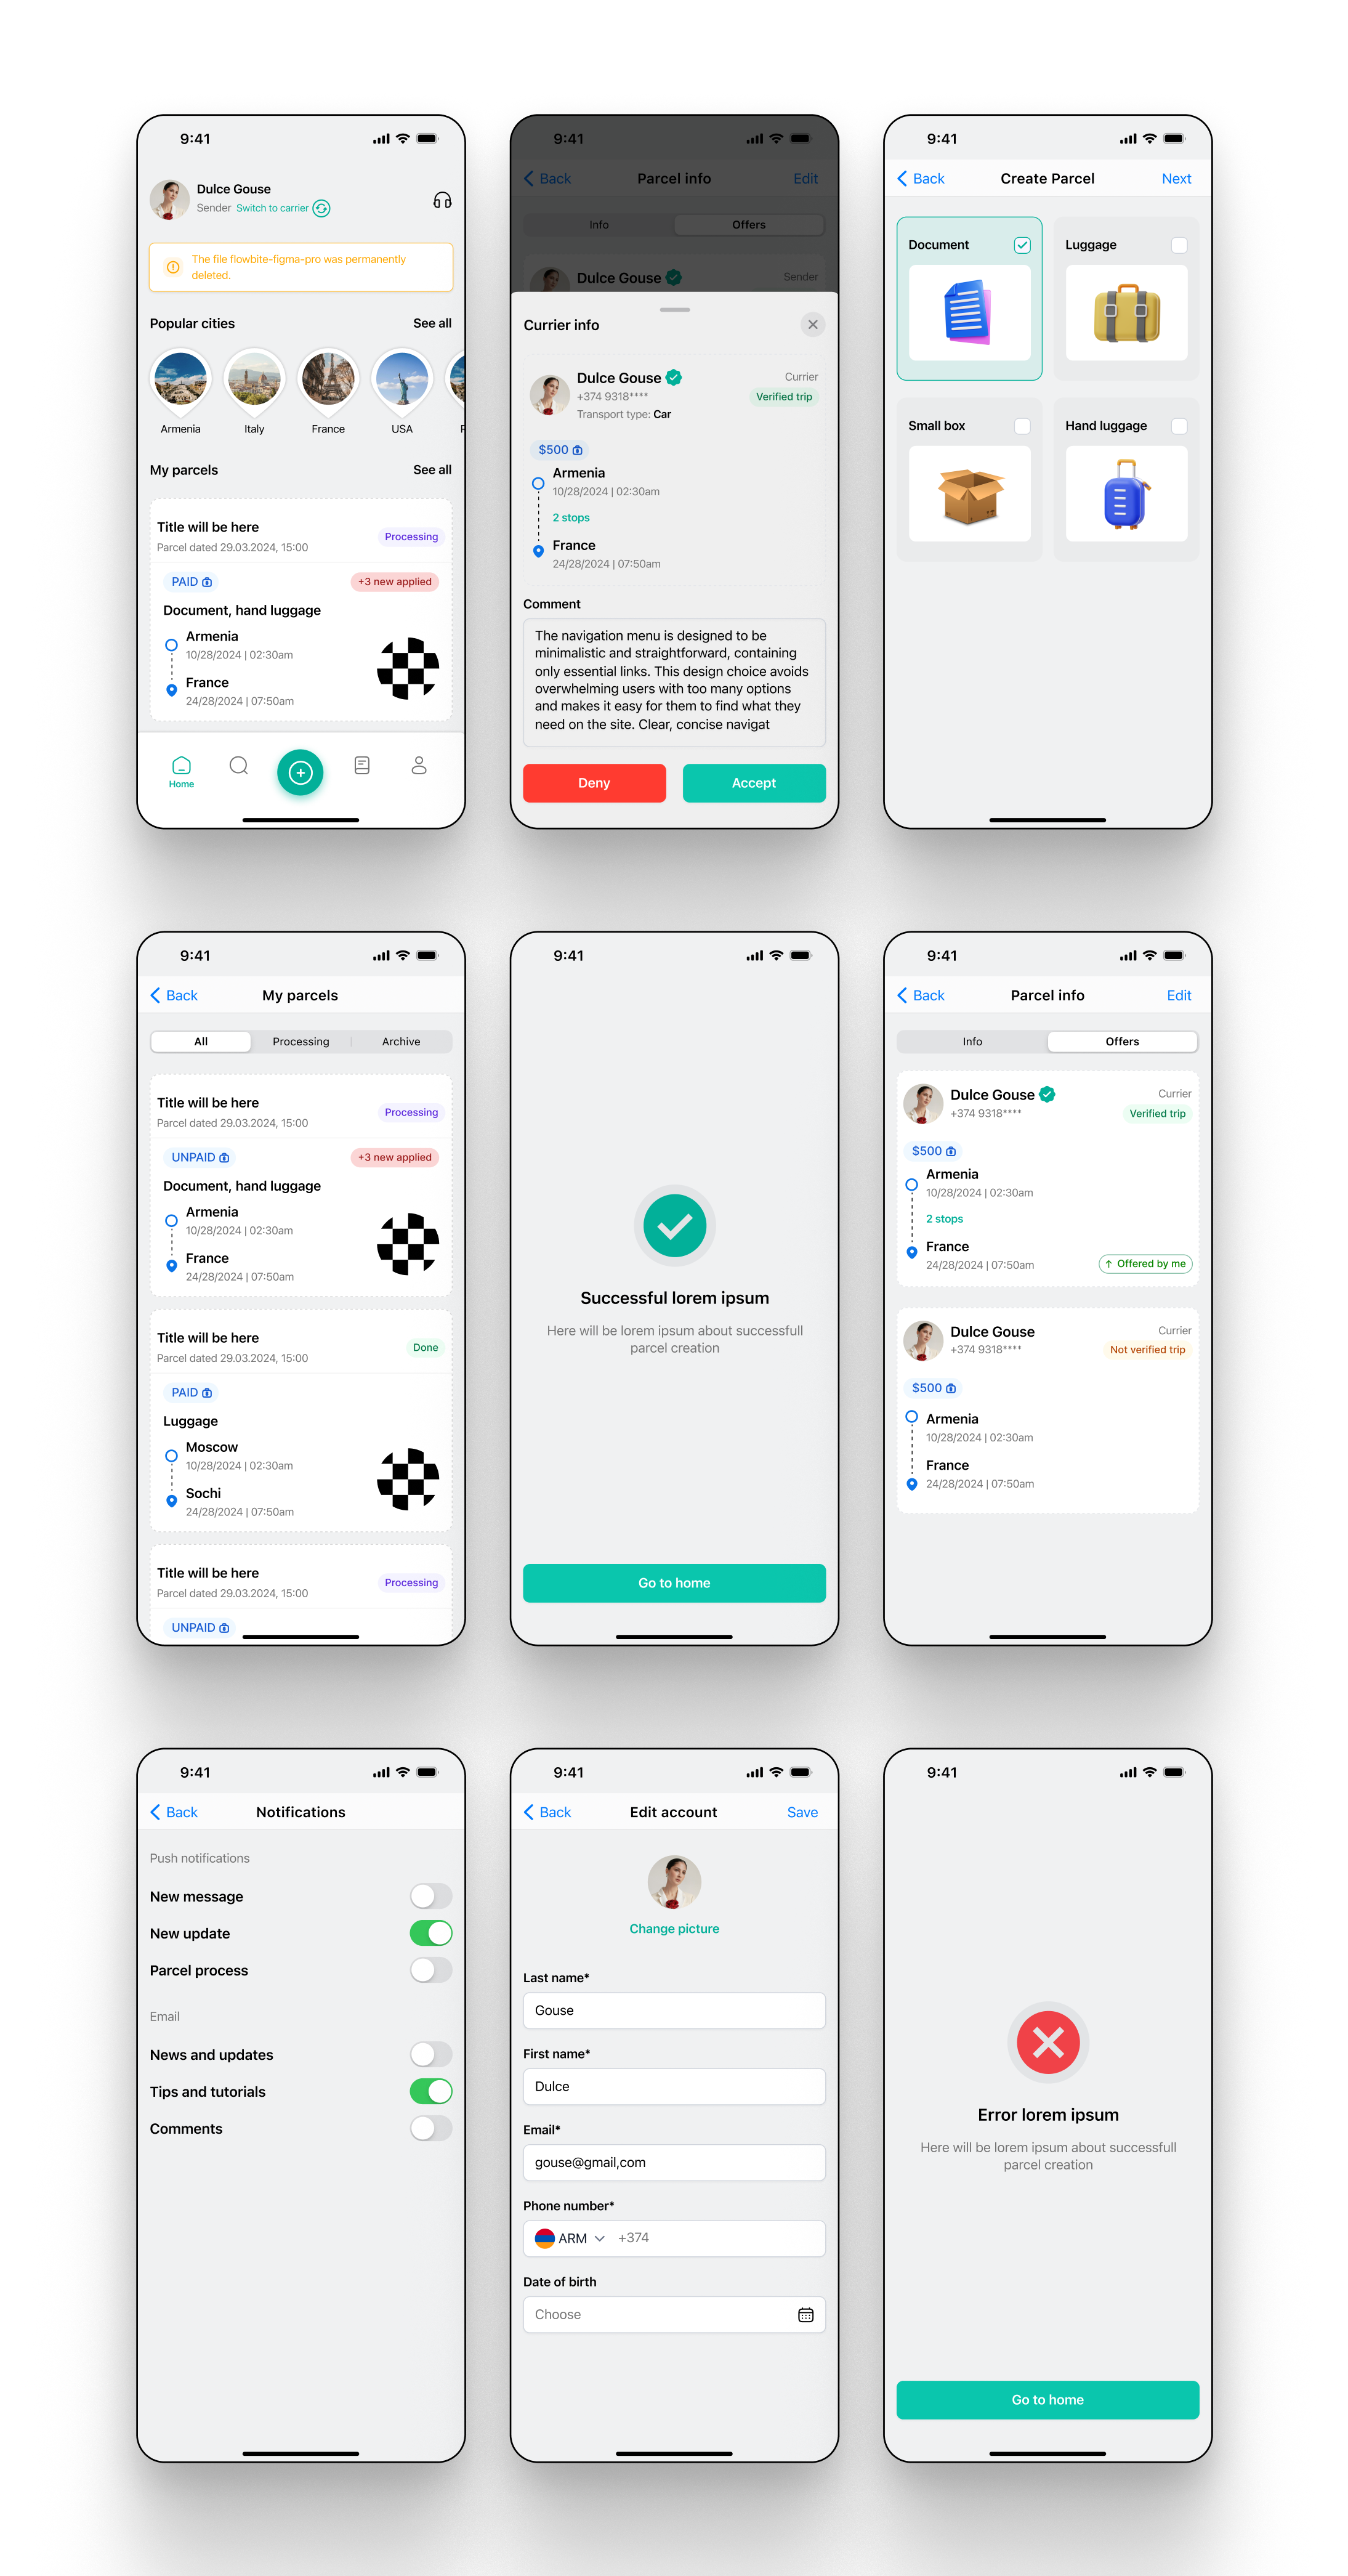 9:41
Dulce Gouse
Sender Switch to carrier
The file flowbite-figma-pro was permanently
deleted.
Popular cities See all
Armenia Italy France USA F
My parcels See all
Title will be here
Processing
Parcel dated 29.03.2024, 15:00
PAID +3 new applied
Document, hand luggage
Armenia
10/28/2024 | 02:30am
France
24/28/2024 | 07:50am
Home
9:41
Back Parcel info Edit
Info Offers
Dulce Gouse Sender
Currier info
Dulce Gouse Currier
+374 9318**** Verified trip
Transport type: Car
$500
Armenia
10/28/2024 | 02:30am
2 stops
France
24/28/2024 | 07:50am
Comment
The navigation menu is designed to be
minimalistic and straightforward, containing
only essential links. This design choice avoids
overwhelming users with too many options
and makes it easy for them to find what they
need on the site. Clear, concise navigat
Deny Accept
9:41
Back Create Parcel Next
Document Luggage
Small box Hand luggage
9:41
Back My parcels
All Processing Archive
Title will be here
Processing
Parcel dated 29.03.2024, 15:00
UNPAID +3 new applied
Document, hand luggage
Armenia
10/28/2024 | 02:30am
France
24/28/2024 | 07:50am
Title will be here
Done
Parcel dated 29.03.2024, 15:00
PAID
Luggage
Moscow
10/28/2024 | 02:30am
Sochi
24/28/2024 | 07:50am
Title will be here
Processing
Parcel dated 29.03.2024, 15:00
UNPAID
9:41
Successful lorem ipsum
Here will be lorem ipsum about successfull
parcel creation
Go to home
9:41
Back Parcel info Edit
Info Offers
Dulce Gouse Currier
+374 9318**** Verified trip
$500
Armenia
10/28/2024 | 02:30am
2 stops
France
24/28/2024 | 07:50am Offered by me
Dulce Gouse Currier
+374 9318**** Not verified trip
$500
Armenia
10/28/2024 | 02:30am
France
24/28/2024 | 07:50am
9:41
Back Notifications
Push notifications
New message
New update
Parcel process
Email
News and updates
Tips and tutorials
Comments
9:41
Back Edit account Save
Change picture
Last name*
Gouse
First name*
Dulce
Email*
gouse@gmail,com
Phone number*
ARM +374
Date of birth
Choose
9:41
Error lorem ipsum
Here will be lorem ipsum about successfull
parcel creation
Go to home